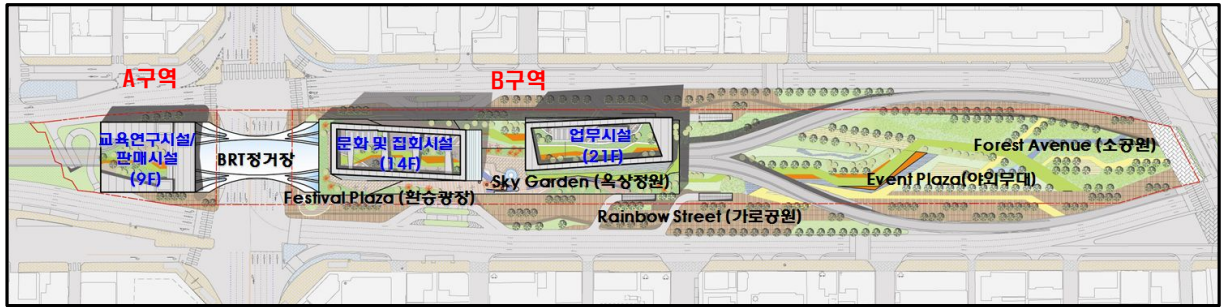 A구역
B구역
교육연구시설/
판매시설
(9F)
BRT정거장
문화 및 집회시설
(14F)
업무시설
(21F)
Festival Plaza (환승광장)
Sky Garden (옥상정원)
Rainbow Street (가로공원)
Event Plaza(야외무대)
Forest Avenue (소공원)